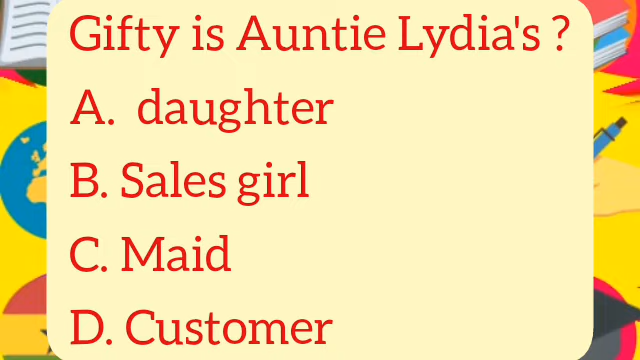 Gifty is Auntie Lydia's ?
A. daughter
B. Sales girl
C. Maid
D. Customer